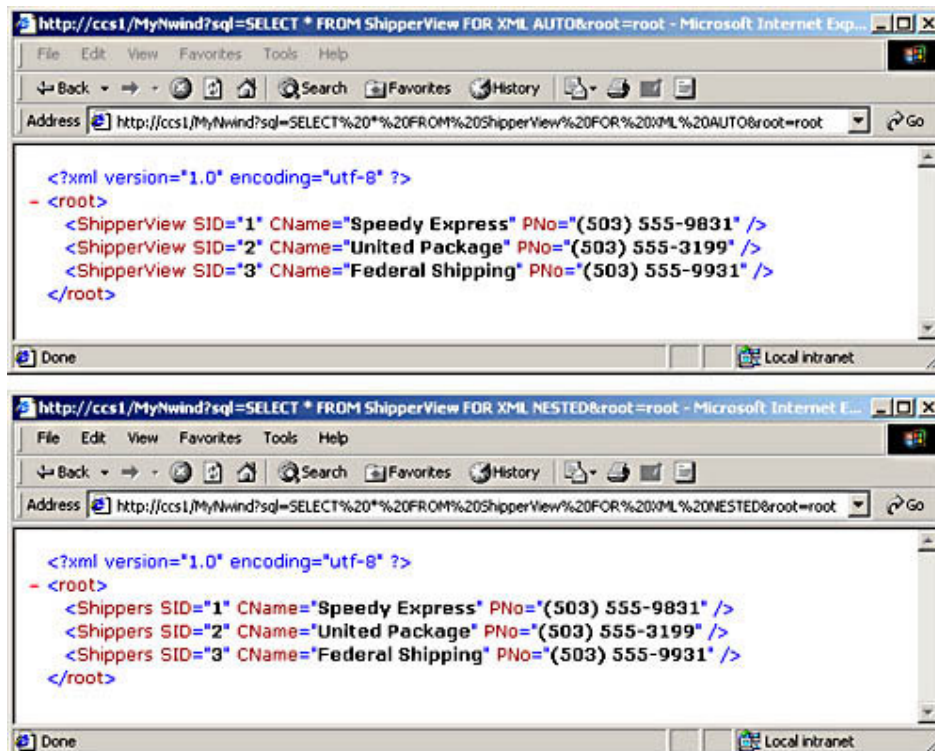 http://ccs1/MyNwind?sql=SELECT * FROM ShipperView FOR XML AUTO&root=root - Microsoft Internet Exp...
File Edit View Favorites Tools Help
Back Search Favorites History
Address http://ccs1/MyNwind?sql=SELECT%20*%20FROM%20ShipperView%20FOR%20XML%20AUTO&root=root Go
<?xml version="1.0" encoding="utf-8" ?>
- <root>
<ShipperView SID="1" CName="Speedy Express" PNo="(503) 555-9831" />
<ShipperView SID="2" CName="United Package" PNo="(503) 555-3199" />
<ShipperView SID="3" CName="Federal Shipping" PNo="(503) 555-9931" />
</root>
Done Local intranet
http://ccs1/MyNwind?sql=SELECT * FROM ShipperView FOR XML NESTED&root=root - Microsoft Internet E...
File Edit View Favorites Tools Help
Back Search Favorites History
Address http://ccs1/MyNwind?sql=SELECT%20*%20FROM%20ShipperView%20FOR%20XML%20NESTED&root=root Go
<?xml version="1.0" encoding="utf-8" ?>
- <root>
<Shippers SID="1" CName="Speedy Express" PNo="(503) 555-9831" />
<Shippers SID="2" CName="United Package" PNo="(503) 555-3199" />
<Shippers SID="3" CName="Federal Shipping" PNo="(503) 555-9931" />
</root>
Done Local intranet